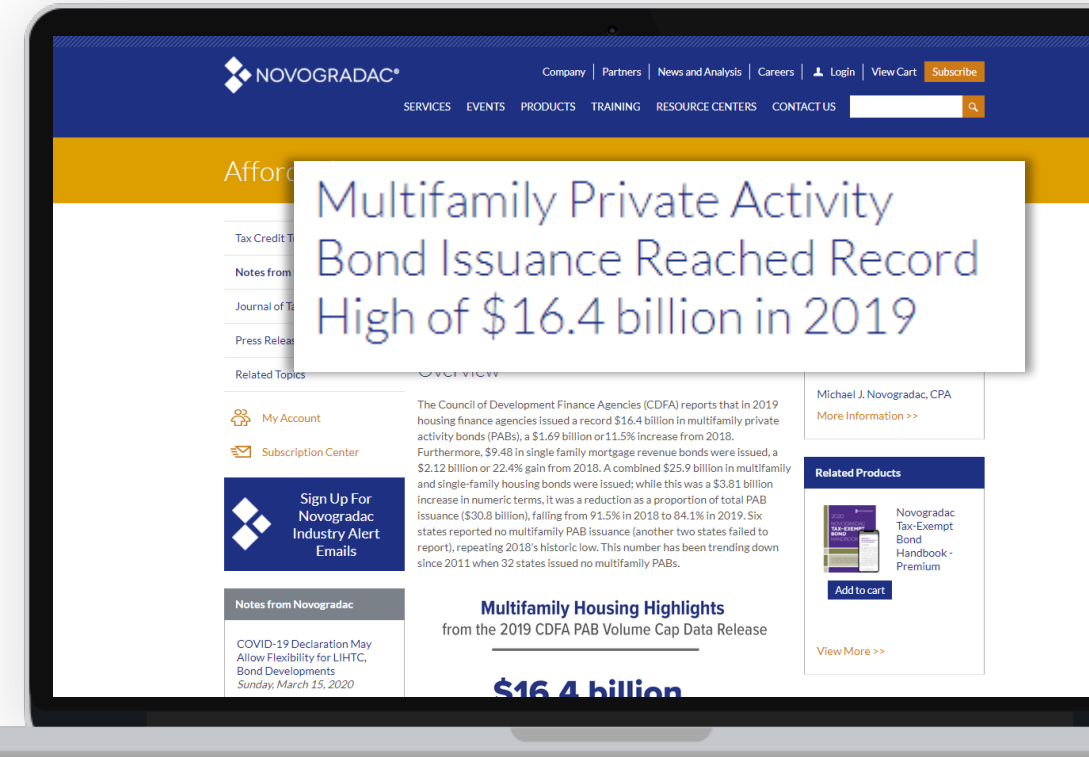 NOVOGRADAC®
Company | Partners | News and Analysis | Careers | Login | View Cart Subscribe
SERVICES EVENTS PRODUCTS TRAINING RESOURCE CENTERS CONTACT US
Multifamily Private Activity
Bond Issuance Reached Record
High of $16.4 billion in 2019
Tax Credit
Notes from
Journal of
Press
Related Topics
My Account
Subscription Center
Sign Up For
Novogradac
Industry Alert
Emails
Notes from Novogradac
COVID-19 Declaration May
Allow Flexibility for LIHTC,
Bond Developments
Sunday, March 15, 2020
Overview
The Council of Development Finance Agencies (CDFA) reports that in 2019
housing finance agencies issued a record $16.4 billion in multifamily private
activity bonds (PABs), a $1.69 billion or11.5% increase from 2018.
Furthermore, $9.48 in single family mortgage revenue bonds were issued, a
$2.12 billion or 22.4% gain from 2018. A combined $25.9 billion in multifamily
and single-family housing bonds were issued; while this was a $3.81 billion
increase in numeric terms, it was a reduction as a proportion of total PAB
issuance ($30.8 billion), falling from 91.5% in 2018 to 84.1% in 2019. Six
states reported no multifamily PAB issuance (another two states failed to
report), repeating 2018's historic low. This number has been trending down
since 2011 when 32 states issued no multifamily PABs.
Multifamily Housing Highlights
from the 2019 CDFA PAB Volume Cap Data Release
$16.4 billion
Michael J. Novogradac, CPA
More Information >>
Related Products
2020
NOVOGRADAC
TAX-EXEMPT
BOND
HANDBOOK
Novogradac
Tax-Exempt
Bond
Handbook -
Premium
Add to cart
View More >>